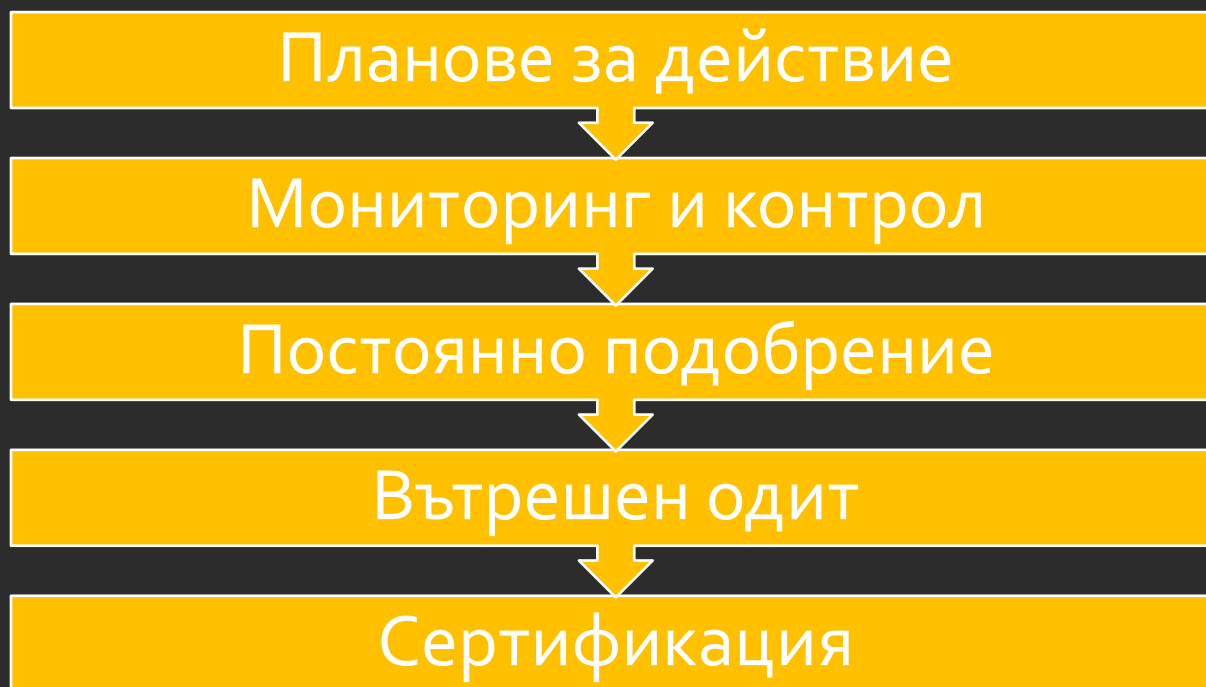 Планове за действие
Мониторинг и контрол
Постоянно подобрение
Вътрешен одит
Сертификация